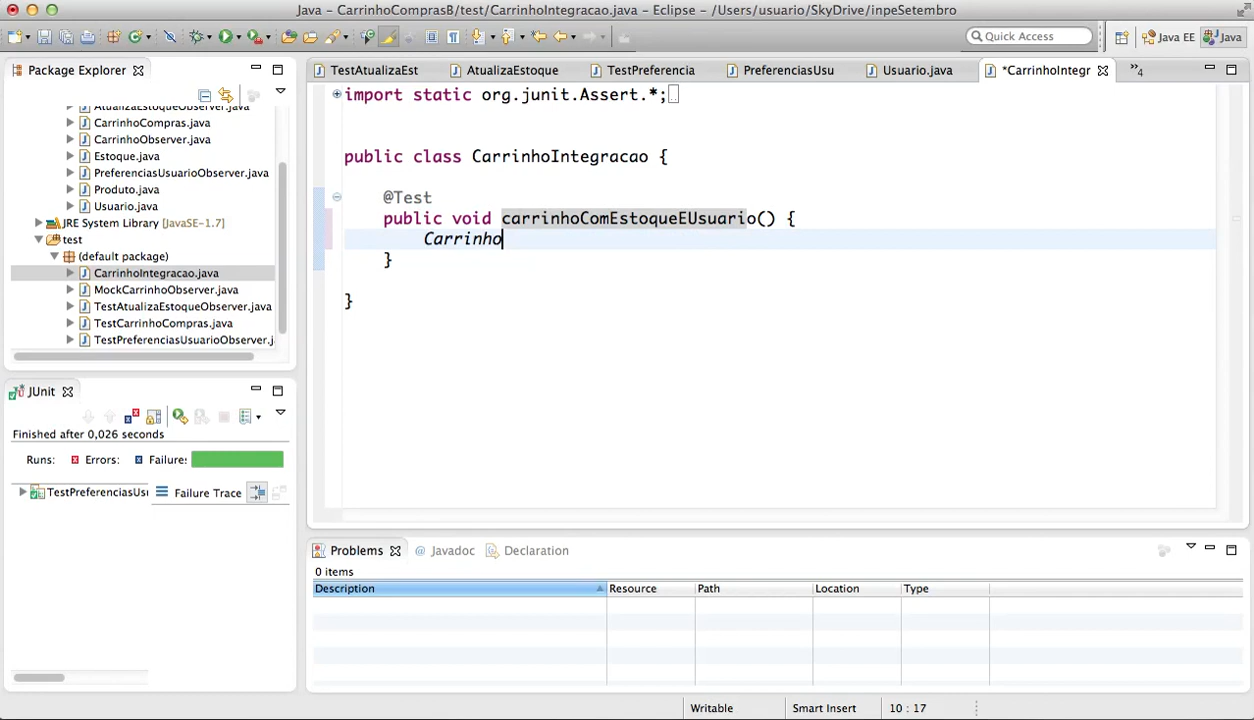 Java - CarrinhoComprasB/test/CarrinhoIntegracao.java - Eclipse - /Users/usuario/SkyDrive/inpeSetembro
Quick Access
Java EE
Java
Package Explorer
TestAtualizaEst
AtualizaEstoque
TestPreferencia
PreferenciasUsu
Usuario.java
*CarrinhoIntegr
»4
AtualizaEstoqueObserver.java
CarrinhoCompras.java
CarrinhoObserver.java
Estoque.java
PreferenciasUsuarioObserver.java
Produto.java
Usuario.java
JRE System Library [JavaSE-1.7]
test
(default package)
CarrinhoIntegracao.java
MockCarrinhoObserver.java
TestAtualizaEstoqueObserver.java
TestCarrinhoCompras.java
TestPreferenciasUsuarioObserver.j
import static org.junit.Assert.*;
public class CarrinhoIntegracao {
@Test
public void carrinhoComEstoqueEUsuario() {
Carrinho
}
}
JUnit
Finished after 0,026 seconds
Runs:
Errors:
Failure:
TestPreferenciasUsu
Failure Trace
Problems
@ Javadoc
Declaration
0 items
Description
Resource
Path
Location
Type
Writable
Smart Insert
10 : 17